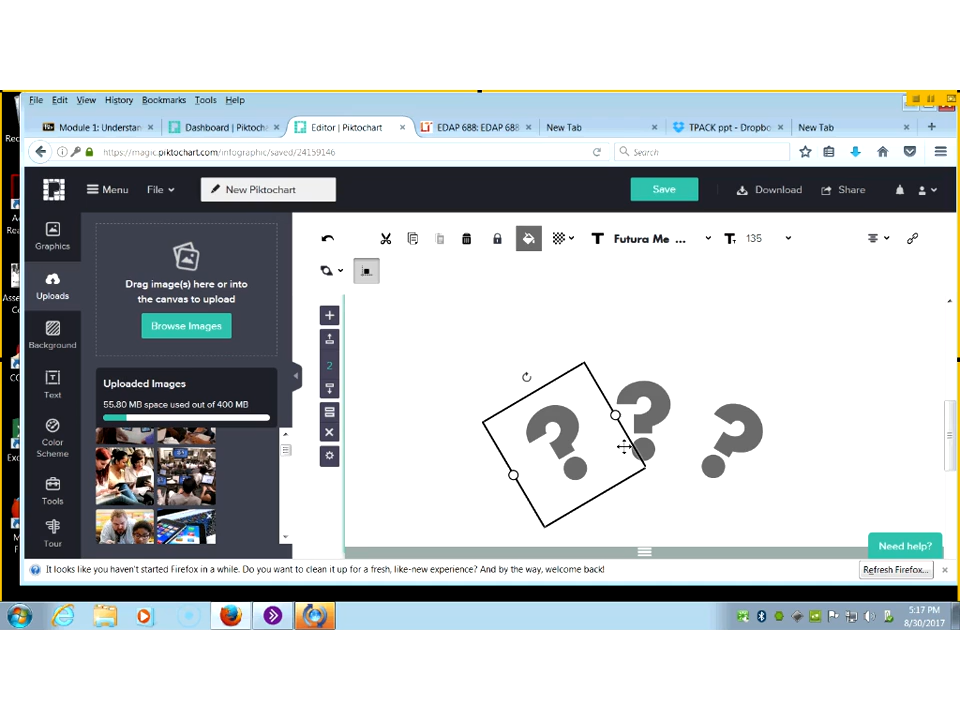 File Edit View History Bookmarks Tools Help
Module 1: Understan × Dashboard | Piktocha × Editor | Piktochart × EDAP 688: EDAP 688 × New Tab × TPACK ppt - Dropbo × New Tab ×
https://magic.piktochart.com/infographic/saved/24159146 Search
Menu File New Piktochart Save Download Share
Graphics
Uploads
Background
Text
Color
Scheme
Tools
Tour
Drag image(s) here or into
the canvas to upload
Browse Images
Uploaded Images
55.80 MB space used out of 400 MB
Futura Me ... 135
2
? ? ?
Need help?
It looks like you haven't started Firefox in a while. Do you want to clean it up for a fresh, like-new experience? And by the way, welcome back! Refresh Firefox... ×
5:17 PM
8/30/2017